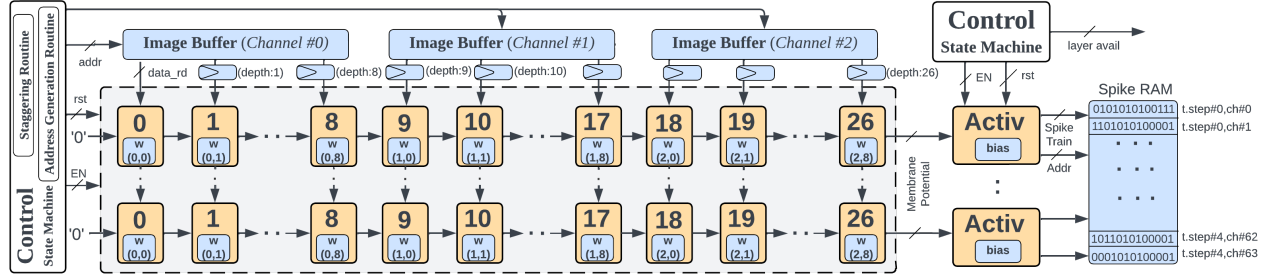 Staggering Routine
Address Generation Routine
Control
State Machine
addr
rst
'0'
EN
'0'
Image Buffer (Channel #0)
Image Buffer (Channel #1)
Image Buffer (Channel #2)
data_rd
(depth:1)
(depth:8)
(depth:9)
(depth:10)
(depth:26)
0
w
(0,0)
1
w
(0,1)
8
w
(0,8)
9
w
(1,0)
10
w
(1,1)
17
w
(1,8)
18
w
(2,0)
19
w
(2,1)
26
w
(2,8)
0
w
(0,0)
1
w
(0,1)
8
w
(0,8)
9
w
(1,0)
10
w
(1,1)
17
w
(1,8)
18
w
(2,0)
19
w
(2,1)
26
w
(2,8)
Membrane
Potential
Control
State Machine
layer avail
EN
rst
Activ
bias
Activ
bias
Spike
Train
Addr
Spike RAM
0101010100111
t.step#0,ch#0
1101010100001
t.step#0,ch#1
1011010100001
t.step#4,ch#62
0001010100001
t.step#4,ch#63